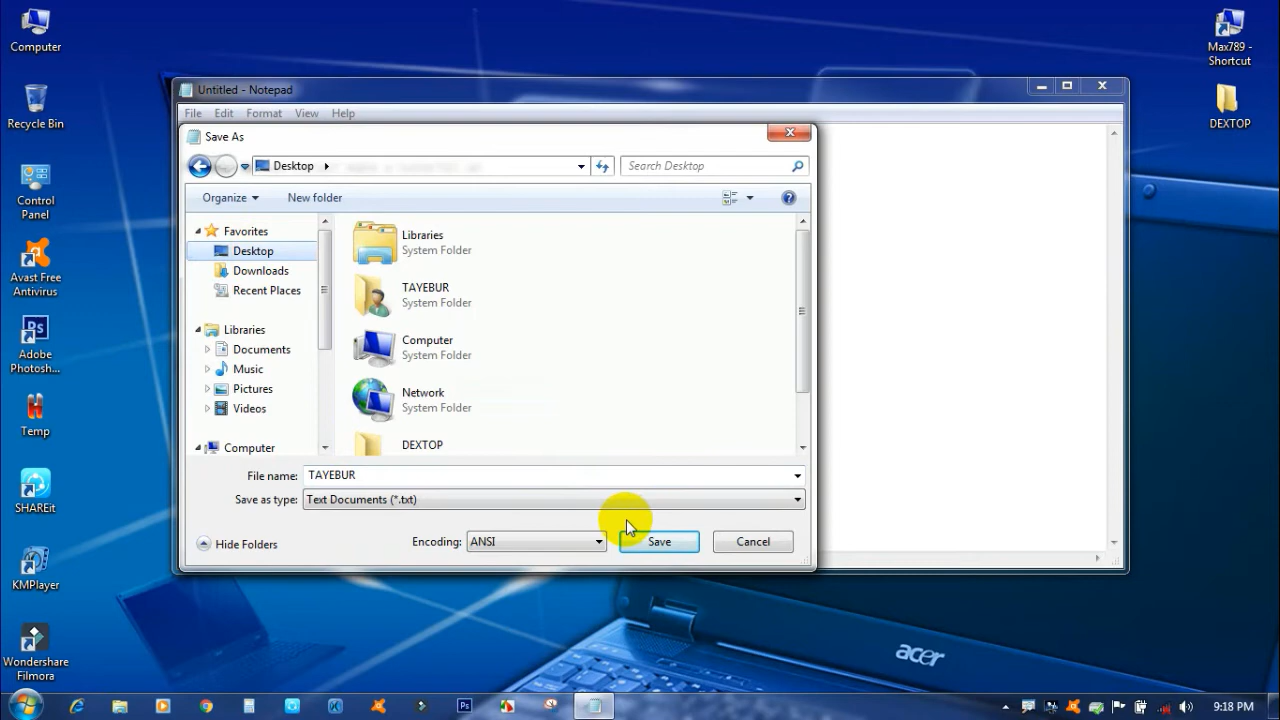 Computer
Recycle Bin
Control
Panel
Avast Free
Antivirus
Ps
Adobe
Photosh...
Temp
SHAREit
KMPlayer
Wondershare
Filmora
Max789 -
Shortcut
DEXTOP
Untitled - Notepad
File Edit Format View Help
Save As
Desktop
Search Desktop
Organize
New folder
Favorites
Desktop
Downloads
Recent Places
Libraries
Documents
Music
Pictures
Videos
Computer
Libraries
System Folder
TAYEBUR
System Folder
Computer
System Folder
Network
System Folder
DEXTOP
File name: TAYEBUR
Save as type: Text Documents (*.txt)
Hide Folders
Encoding: ANSI
Save
Cancel
acer
Ps
9:18 PM